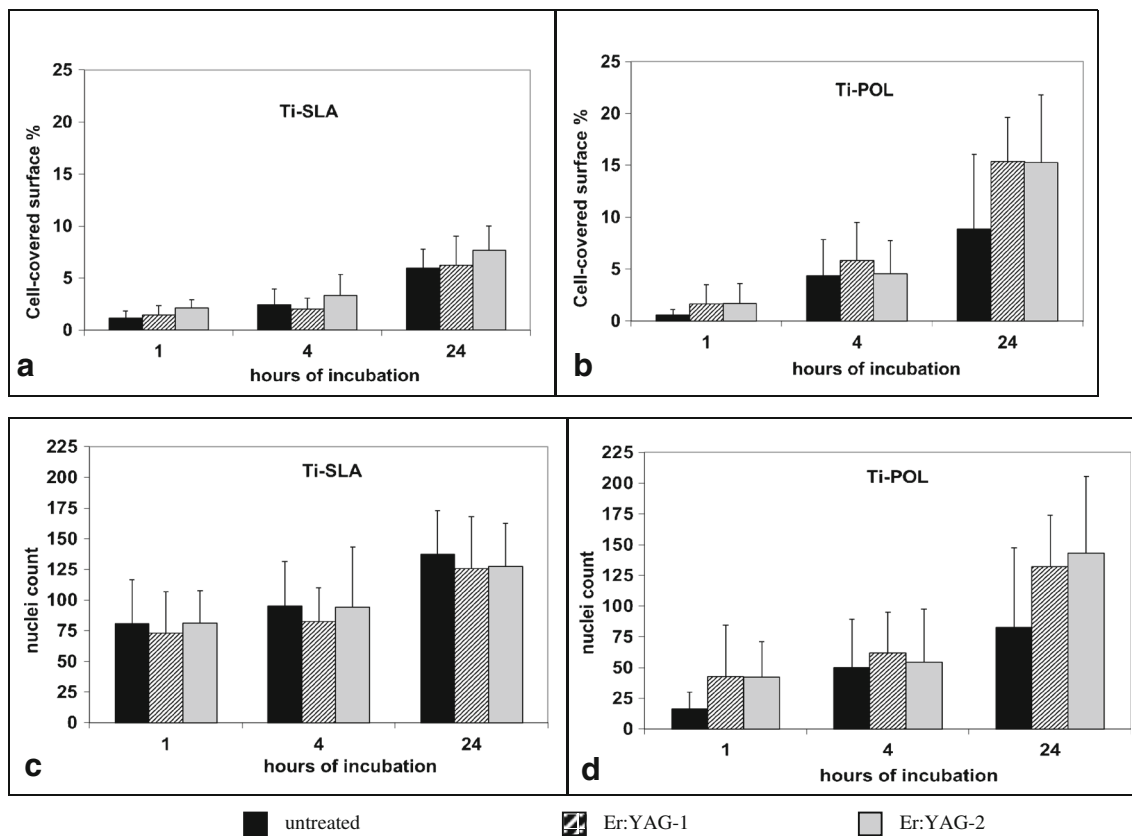 Ti-SLA
Cell-covered surface %
25
20
15
10
5
0
1 4 24
hours of incubation
a
Ti-POL
Cell-covered surface %
25
20
15
10
5
0
1 4 24
hours of incubation
b
Ti-SLA
nuclei count
225
200
175
150
125
100
75
50
25
0
1 4 24
hours of incubation
c
Ti-POL
nuclei count
225
200
175
150
125
100
75
50
25
0
1 4 24
hours of incubation
d
untreated 4 Er:YAG-1 Er:YAG-2